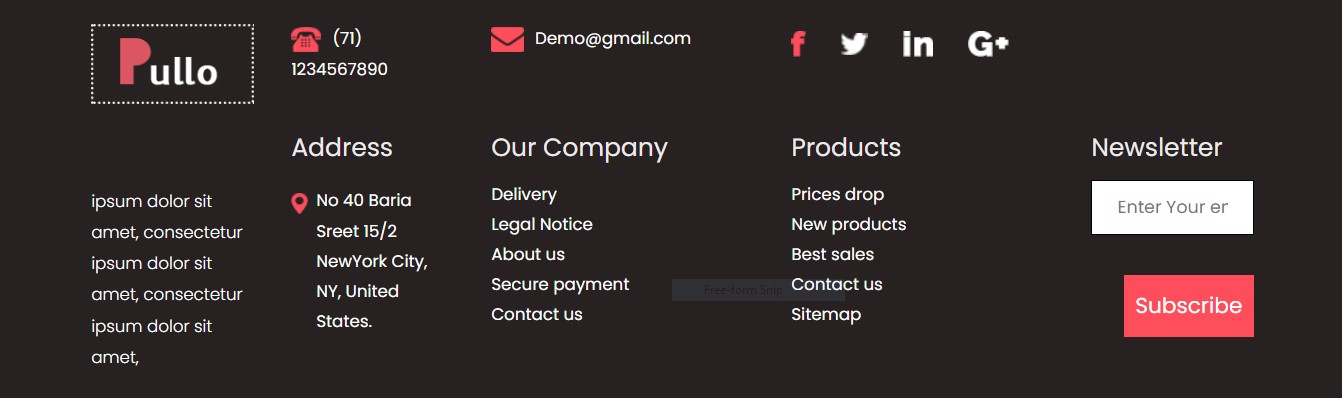 Pullo
(71)
1234567890
Demo@gmail.com
f
in
G+
ipsum dolor sit
amet, consectetur
ipsum dolor sit
amet, consectetur
ipsum dolor sit
amet,
Address
No 40 Baria
Sreet 15/2
NewYork City,
NY, United
States.
Our Company
Delivery
Legal Notice
About us
Secure payment
Contact us
Free-form Snip
Products
Prices drop
New products
Best sales
Contact us
Sitemap
Newsletter
Enter Your er
Subscribe